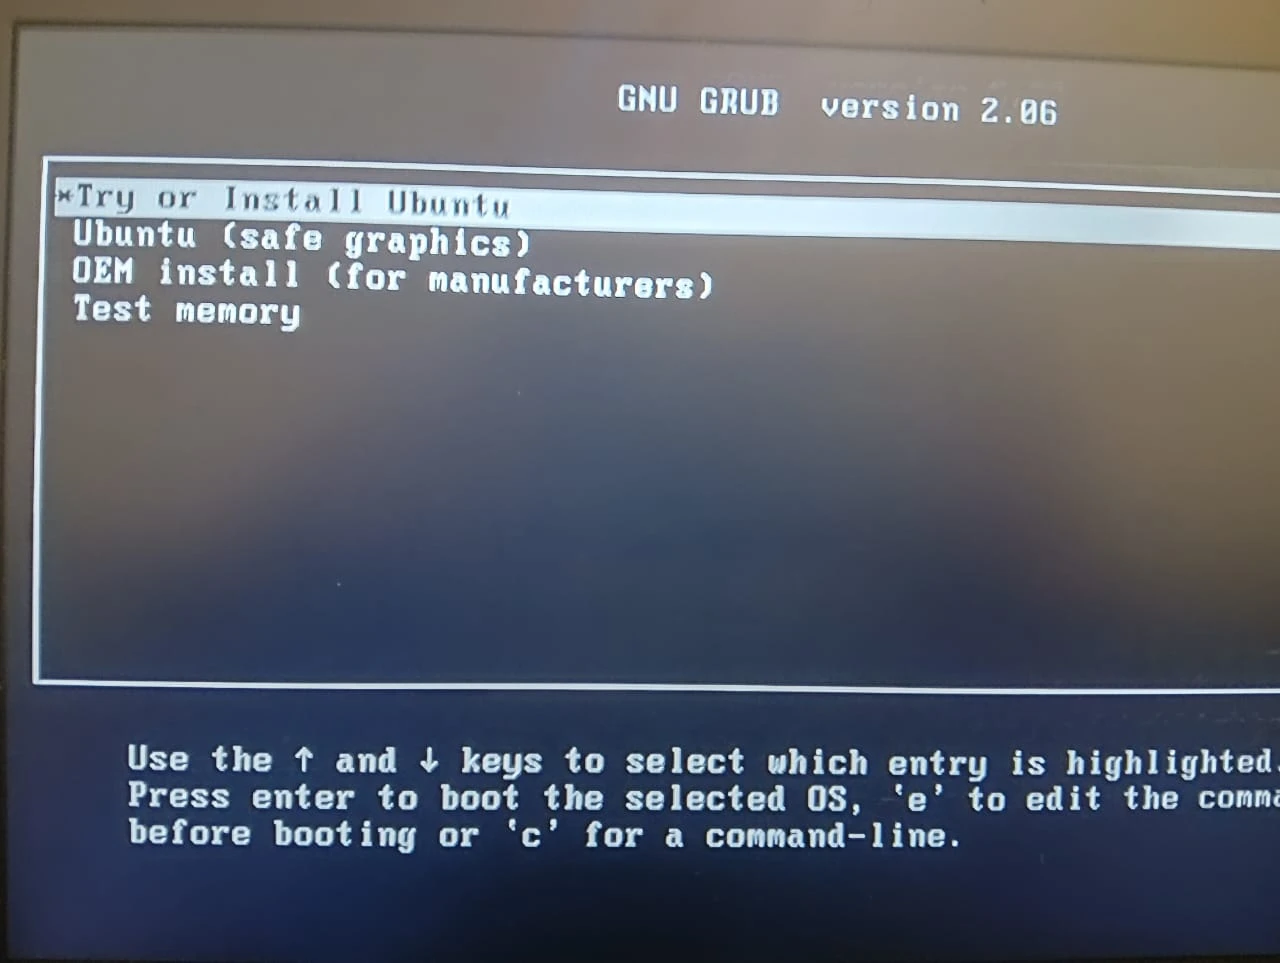 GNU GRUB version 2.06
*Try or Install Ubuntu
Ubuntu (safe graphics)
OEM install (for manufacturers)
Test memory
Use the ↑ and ↓ keys to select which entry is highlighted.
Press enter to boot the selected OS, `e' to edit the comma
before booting or `c' for a command-line.